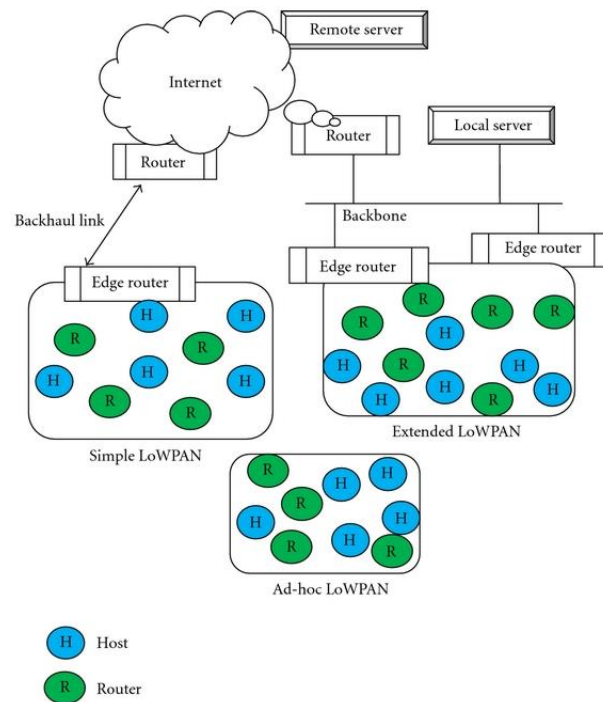 Remote server
Internet
Router
Router
Local server
Backhaul link
Backbone
Edge router
Edge router
Edge router
H
H
R
R
H
H
H
R
R
Simple LoWPAN
R
R
R
R
H
H
R
H
H
H
H
R
Extended LoWPAN
R
H
H
R
H
H
H
R
R
Ad-hoc LoWPAN
H
Host
R
Router